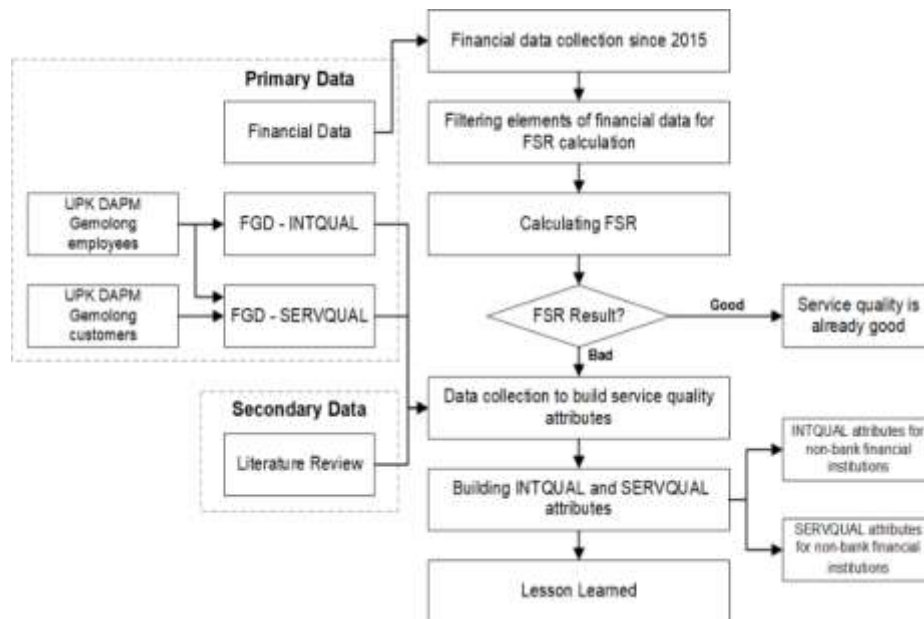 Financial data collection since 2015
Primary Data
Financial Data
Filtering elements of financial data for
FSR calculation
UPK DAPM
Gemolong
employees
FGD - INTQUAL
Calculating FSR
UPK DAPM
Gemolong
customers
FGD - SERVQUAL
FSR Result?
Good
Service quality is
already good
Bad
Secondary Data
Literature Review
Data collection to build service quality
attributes
Building INTQUAL and SERVQUAL
attributes
INTQUAL attributes for
non-bank financial
institutions
SERVQUAL attributes
for non-bank financial
institutions
Lesson Learned